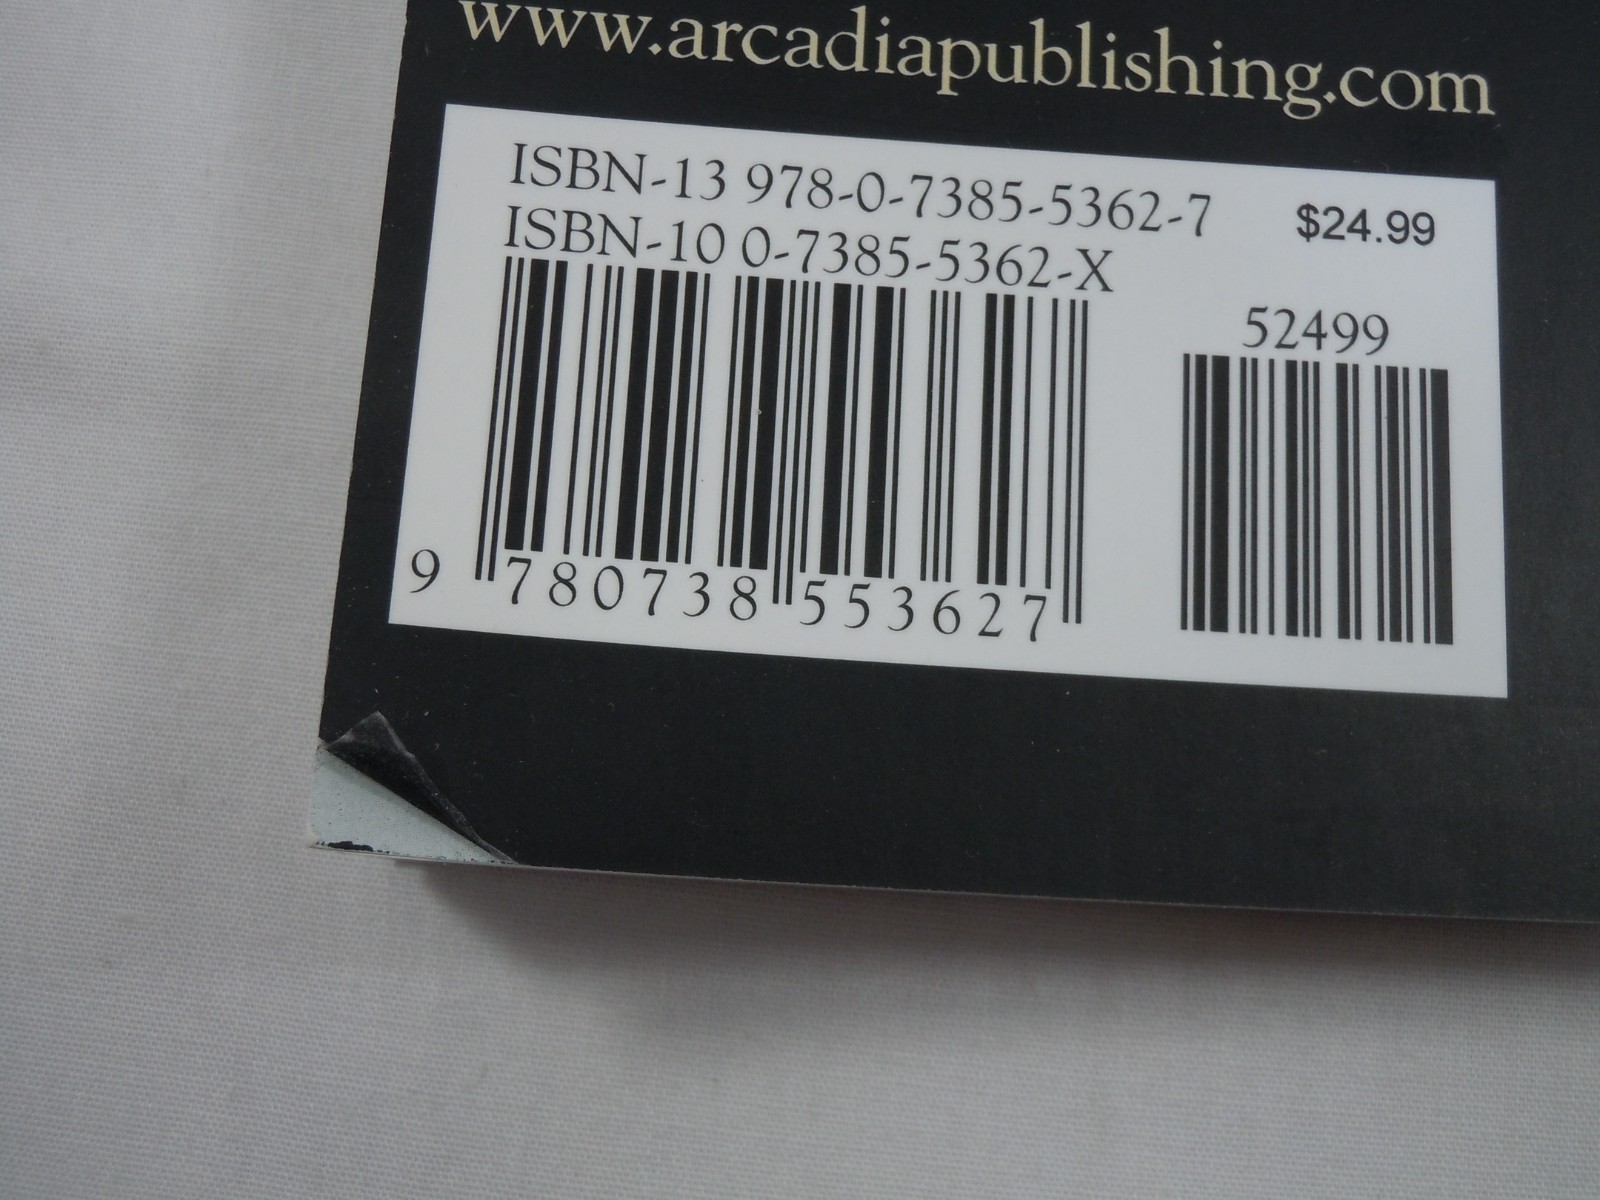 www.arcadiapublishing.com
ISBN-13 978-0-7385-5362-7
$24.99
ISBN-10 0-7385-5362-X
52499
9 780738 553627